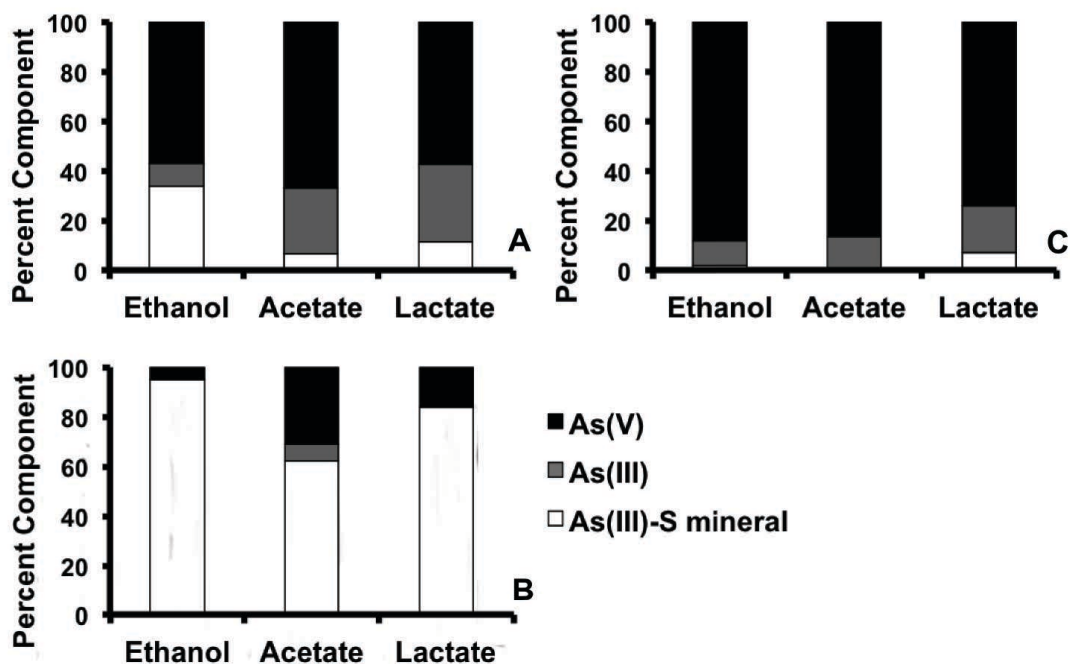 Percent Component
100
80
60
40
20
0
Ethanol Acetate Lactate
A
Percent Component
100
80
60
40
20
0
Ethanol Acetate Lactate
C
Percent Component
100
80
60
40
20
0
Ethanol Acetate Lactate
B
As(V)
As(III)
As(III)-S mineral